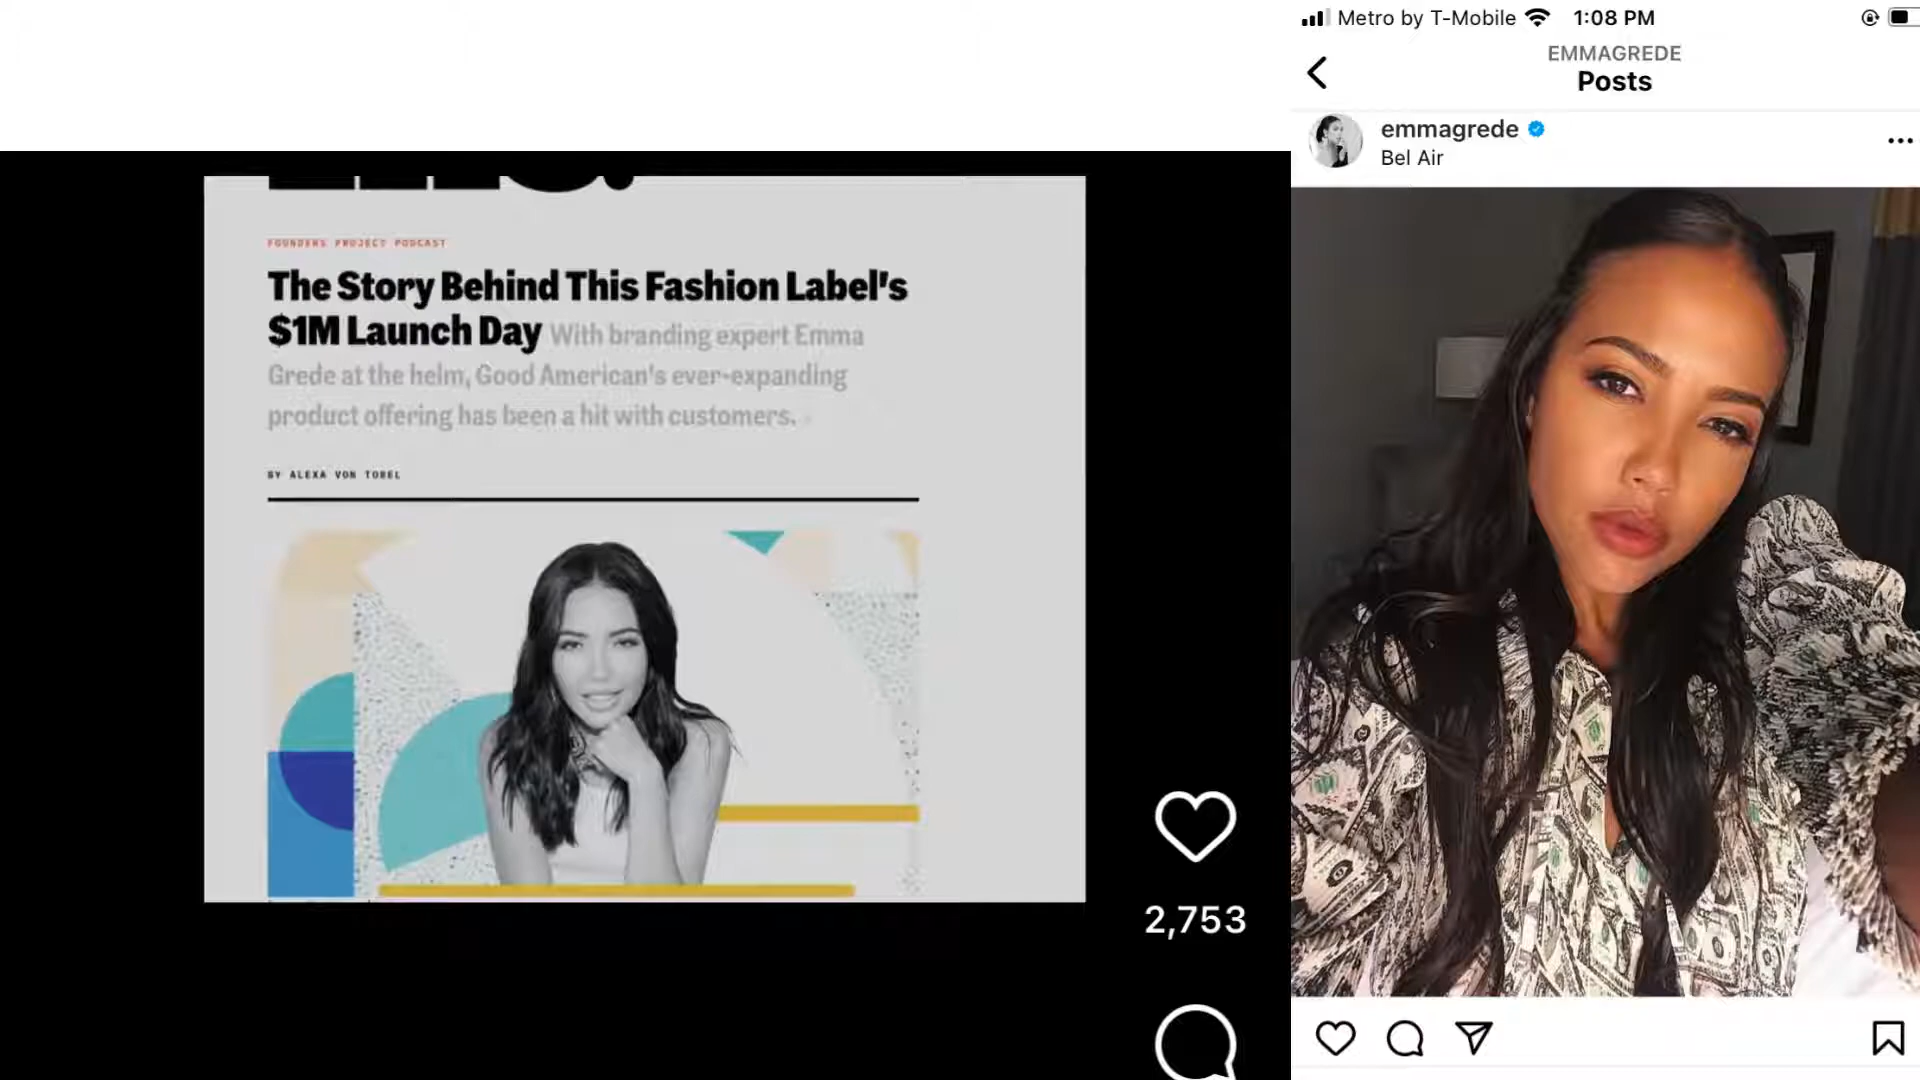 FOUNDERS PROJECT PODCAST
The Story Behind This Fashion Label's
$1M Launch Day With branding expert Emma
Grede at the helm, Good American's ever-expanding
product offering has been a hit with customers.
BY ALEXA VON TOBEL
2,753
Metro by T-Mobile 1:08 PM
EMMAGREDE
Posts
emmagrede
Bel Air